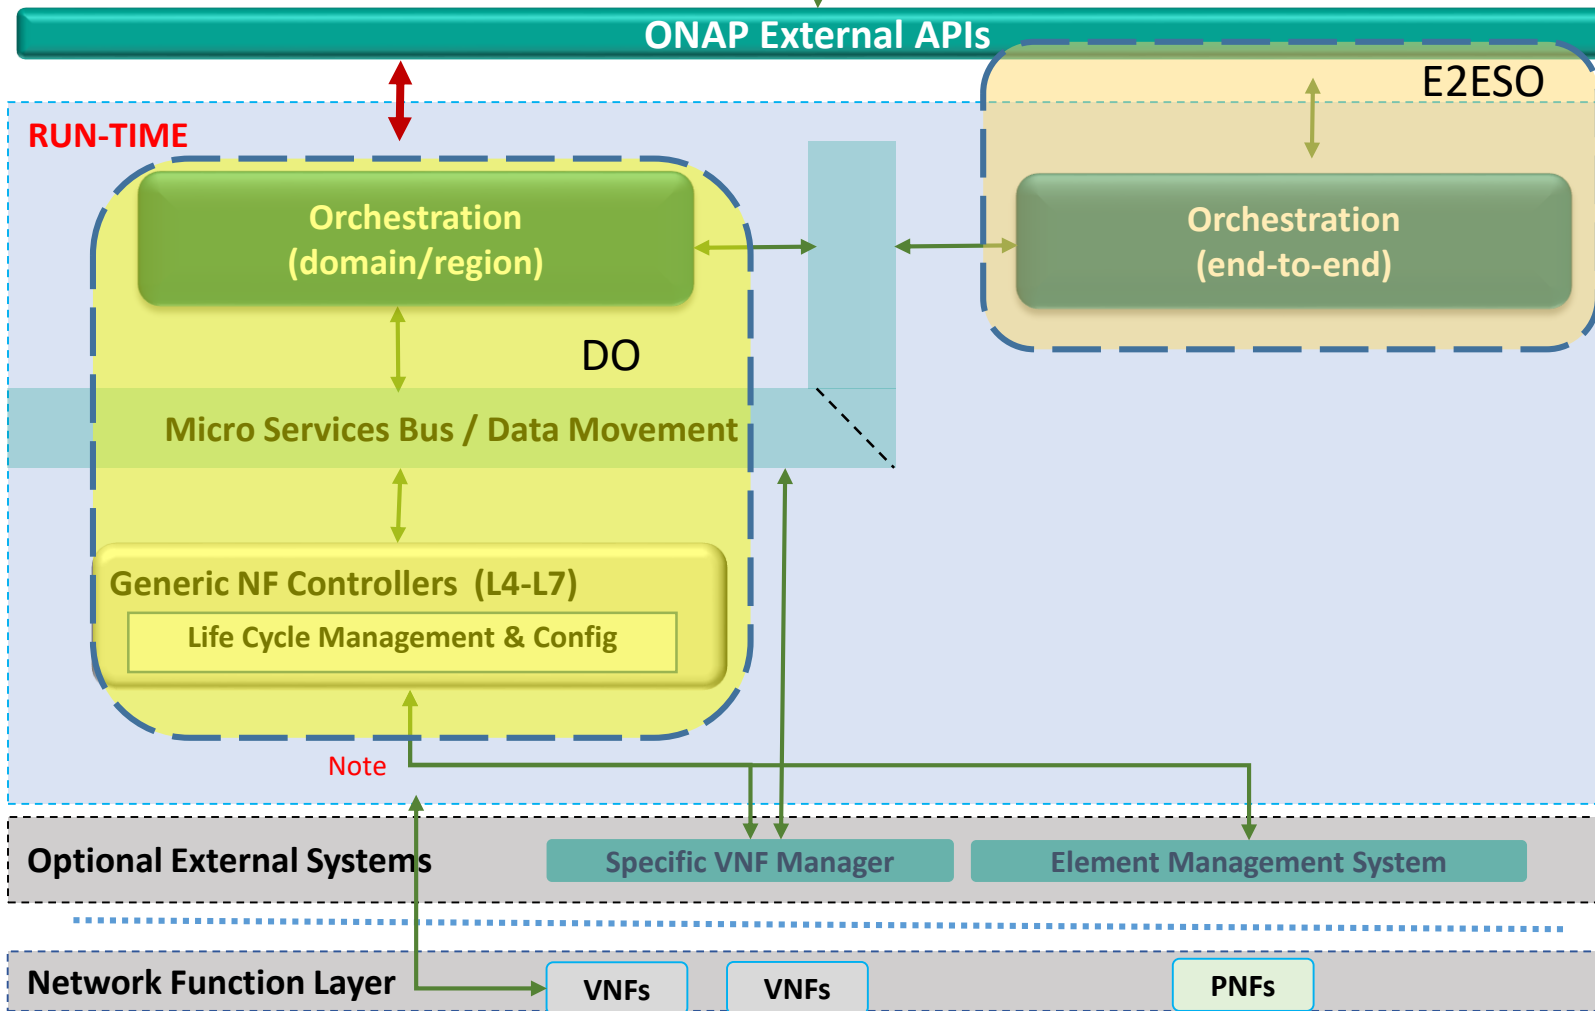 ONAP External APIs
E2ESO
RUN-TIME
Orchestration
(domain/region)
Orchestration
(end-to-end)
DO
Micro Services Bus / Data Movement
Generic NF Controllers (L4-L7)
Life Cycle Management & Config
Note
Optional External Systems
Specific VNF Manager
Element Management System
Network Function Layer
VNFs
VNFs
PNFs